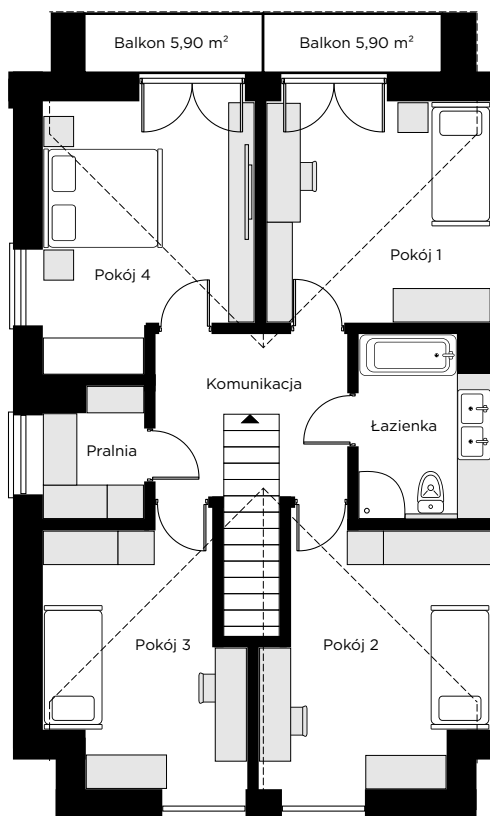 Balkon 5,90 m²
Balkon 5,90 m²
Pokój 4
Pokój 1
Komunikacja
Łazienka
Pralnia
Pokój 3
Pokój 2